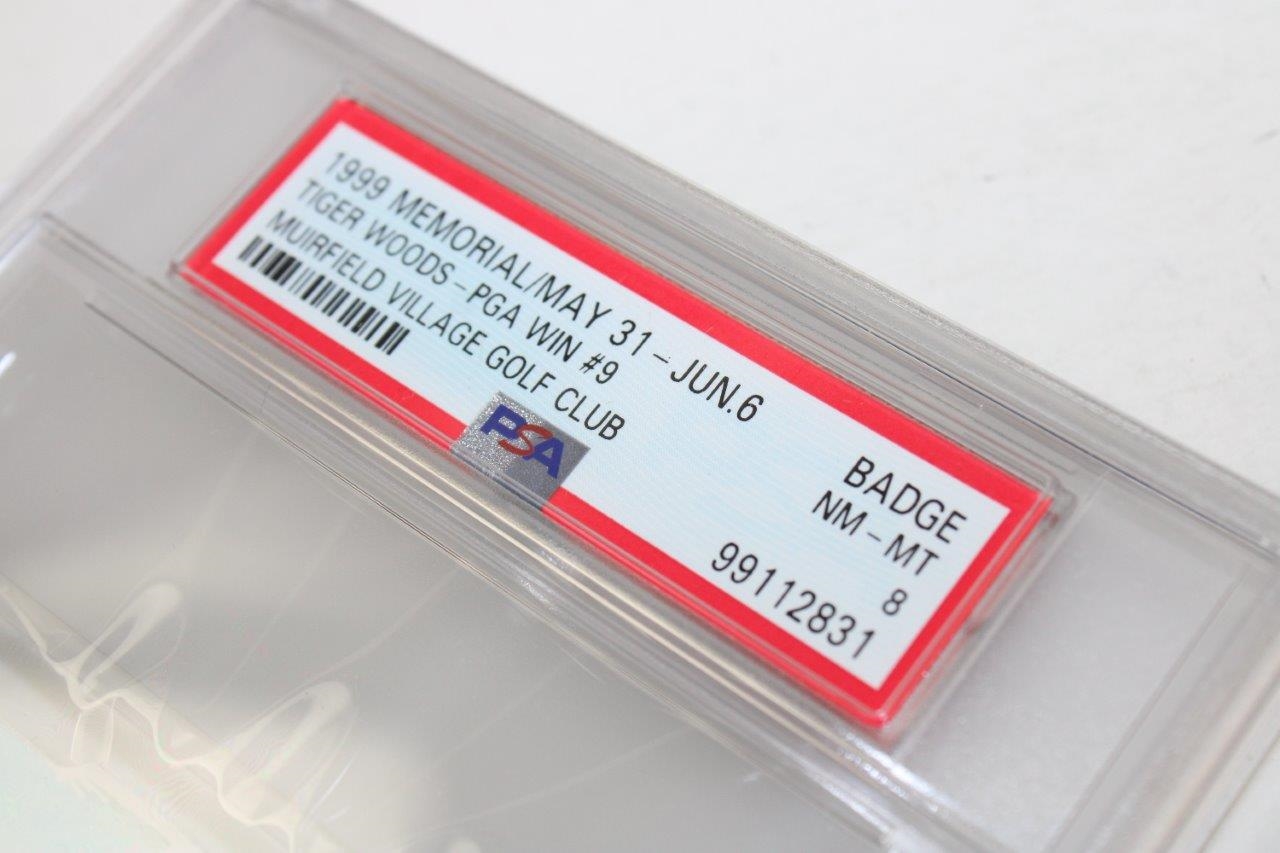 1999 MEMORIAL/MAY 31-JUN.6
TIGER WOODS-PGA WIN #9
MUIRFIELD VILLAGE GOLF CLUB
BADGE
NM-MT
8
99112831
PSA